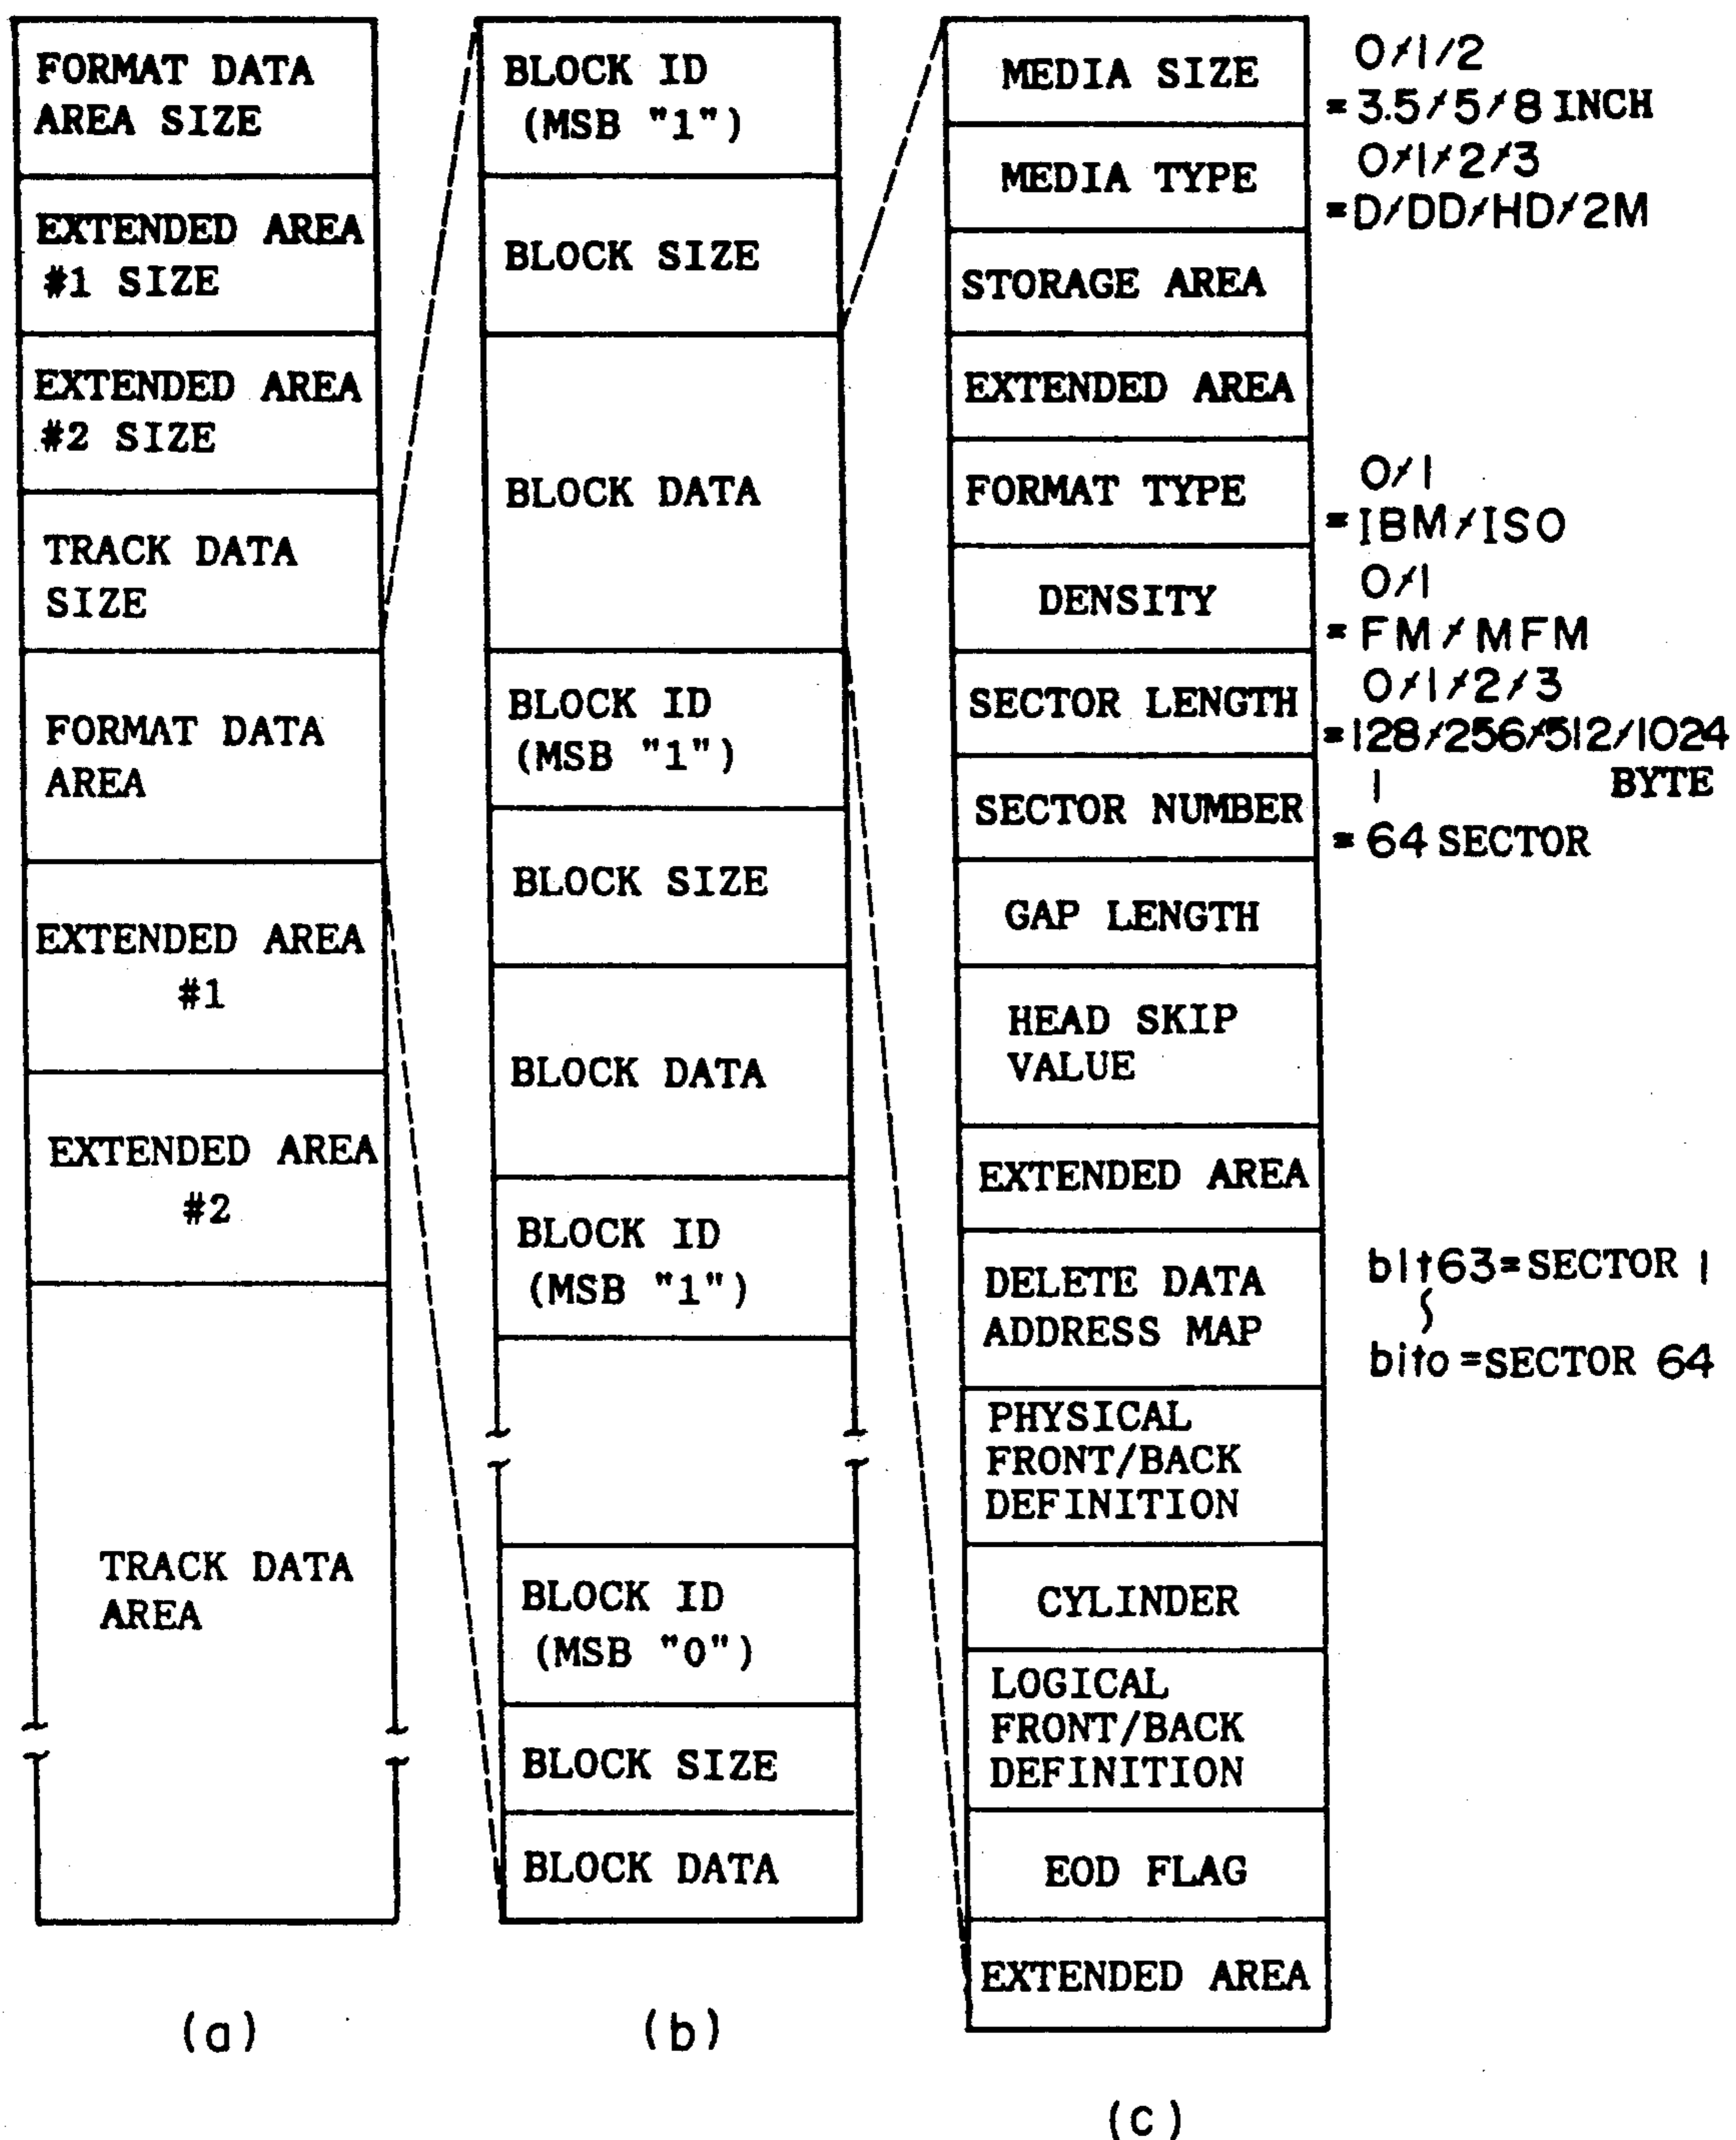 FORMAT DATA
AREA SIZE
EXTENDED AREA
#1 SIZE
EXTENDED AREA
#2 SIZE
TRACK DATA
SIZE
FORMAT DATA
AREA
EXTENDED AREA
#1
EXTENDED AREA
#2
TRACK DATA
AREA
(a)
BLOCK ID
(MSB "1")
BLOCK SIZE
BLOCK DATA
BLOCK ID
(MSB "1")
BLOCK SIZE
BLOCK DATA
BLOCK ID
(MSB "1")
BLOCK ID
(MSB "0")
BLOCK SIZE
BLOCK DATA
(b)
MEDIA SIZE
0/1/2
=3.5/5/8 INCH
MEDIA TYPE
0/1/2/3
=D/DD/HD/2M
STORAGE AREA
EXTENDED AREA
FORMAT TYPE
0/1
=IBM/ISO
DENSITY
0/1
=FM/MFM
SECTOR LENGTH
0/1/2/3
=128/256/512/1024
BYTE
SECTOR NUMBER
1
=64 SECTOR
GAP LENGTH
HEAD SKIP
VALUE
EXTENDED AREA
DELETE DATA
ADDRESS MAP
bit63=SECTOR 1
∫
bito=SECTOR 64
PHYSICAL
FRONT/BACK
DEFINITION
CYLINDER
LOGICAL
FRONT/BACK
DEFINITION
EOD FLAG
EXTENDED AREA
(c)